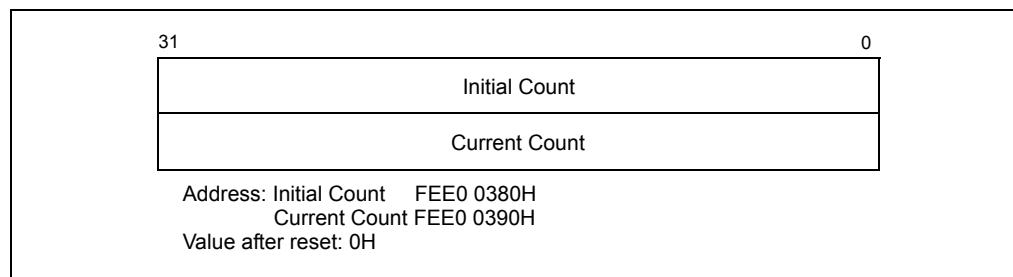 31 0
Initial Count
Current Count
Address: Initial Count FEE0 0380H
Current Count FEE0 0390H
Value after reset: 0H